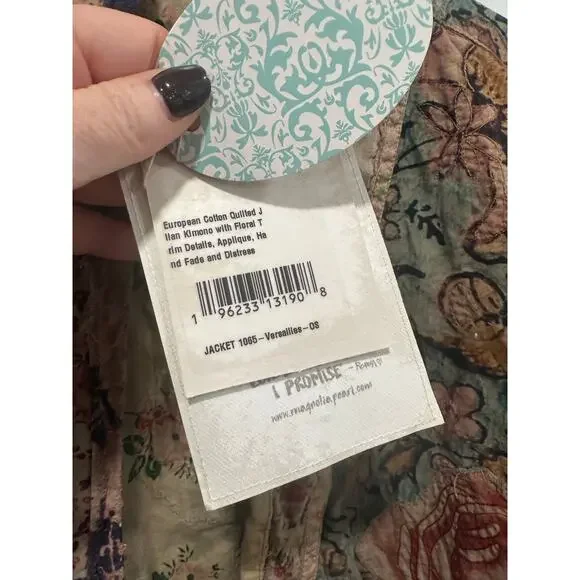 European Cotton Quilted J
ilan Kimono with Floral T
rim Details, Applique, Ha
nd Fade and Distress
1 96233 13190 8
JACKET 1065-Versailles-OS
I PROMISE
www.magnoliapearl.com